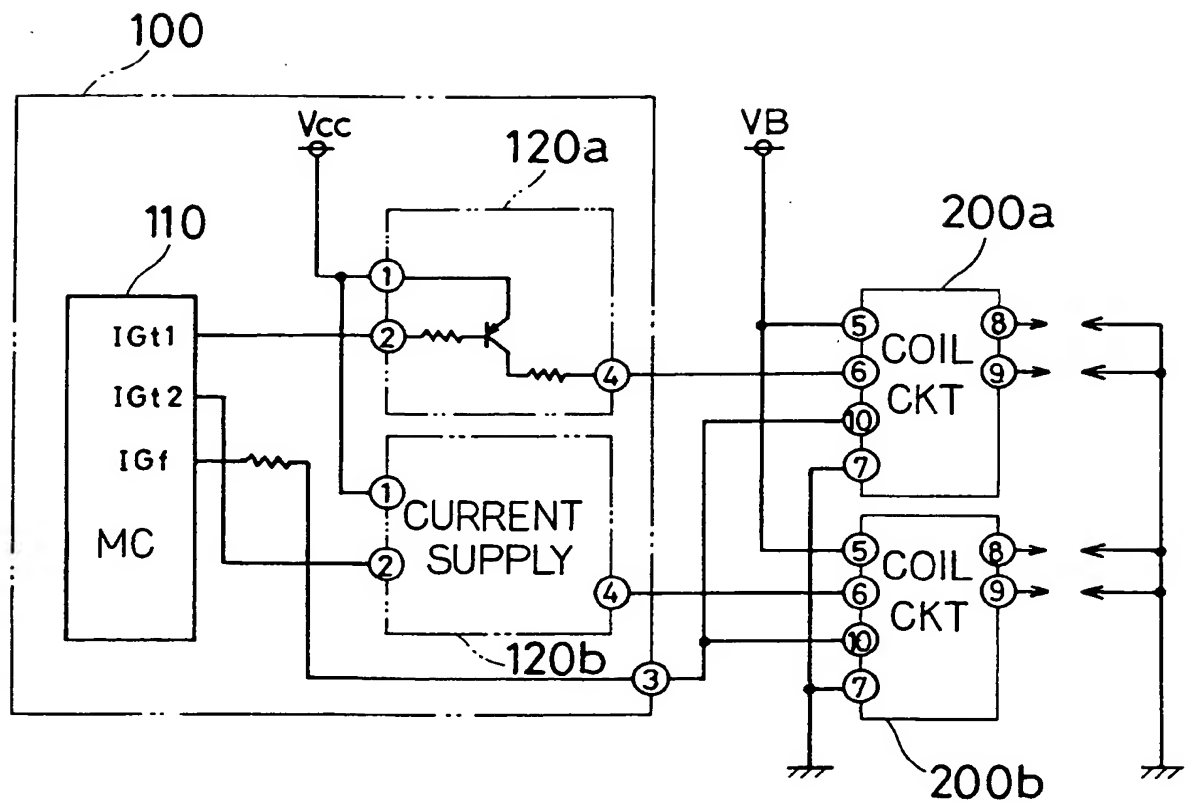 100
Vcc
VB
120a
110
200a
①
IGt1
②
⑤
COIL
⑧
④
⑥
CKT
⑨
IGt2
⑩
IGf
⑦
①
CURRENT
MC
SUPPLY
②
⑤
COIL
⑧
④
⑥
CKT
⑨
⑩
120b
③
⑦
200b